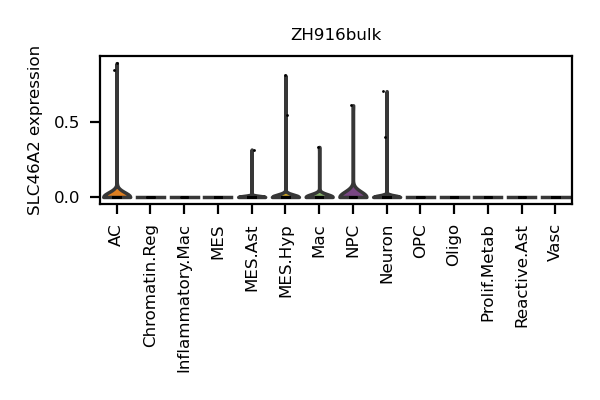 ZH916bulk
SLC46A2 expression
0.5
0.0
AC
Chromatin.Reg
Inflammatory.Mac
MES
MES.Ast
MES.Hyp
Mac
NPC
Neuron
OPC
Oligo
Prolif.Metab
Reactive.Ast
Vasc